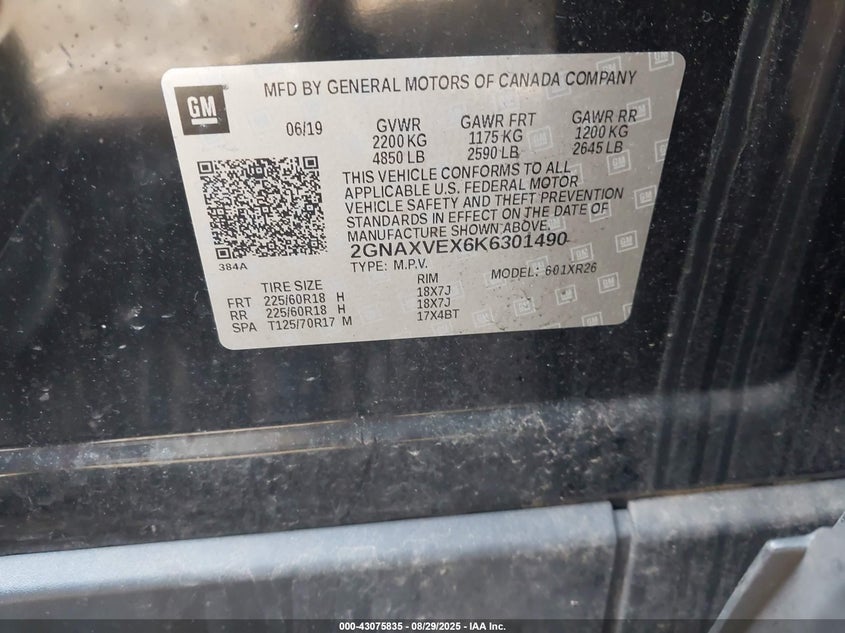 GM
MFD BY GENERAL MOTORS OF CANADA COMPANY
06/19 GVWR GAWR FRT GAWR RR
2200 KG 1175 KG 1200 KG
4850 LB 2590 LB 2645 LB
THIS VEHICLE CONFORMS TO ALL
APPLICABLE U.S. FEDERAL MOTOR
VEHICLE SAFETY AND THEFT PREVENTION
STANDARDS IN EFFECT ON THE DATE OF
MANUFACTURE SHOWN ABOVE.
2GNAXVEX6K6301490
384A
TYPE: M.P.V. MODEL: 601XR26
TIRE SIZE RIM
FRT 225/60R18 H 18X7J
RR 225/60R18 H 18X7J
SPA T125/70R17 M 17X4BT
000-43075835 - 08/29/2025 - IAA Inc.